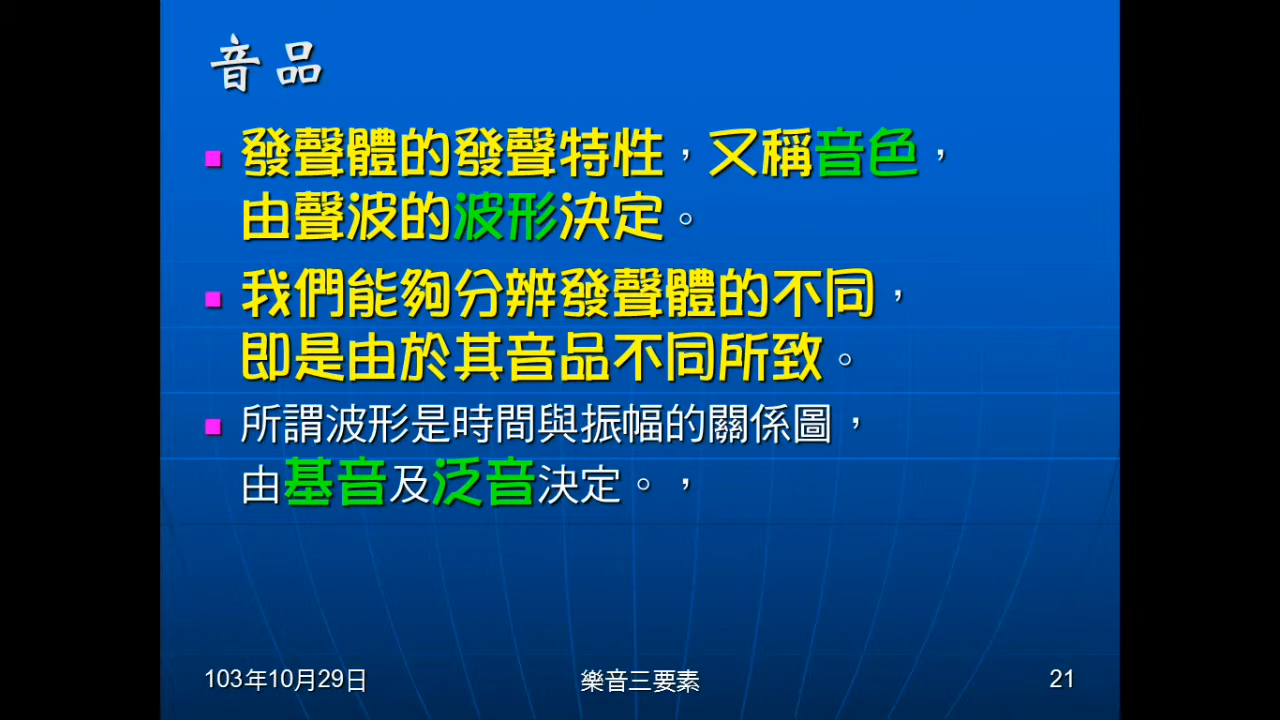 音品
發聲體的發聲特性，又稱音色，
由聲波的波形決定。
我們能夠分辨發聲體的不同，
即是由於其音品不同所致。
所謂波形是時間與振幅的關係圖，
由基音及泛音決定。，
103年10月29日
樂音三要素
21